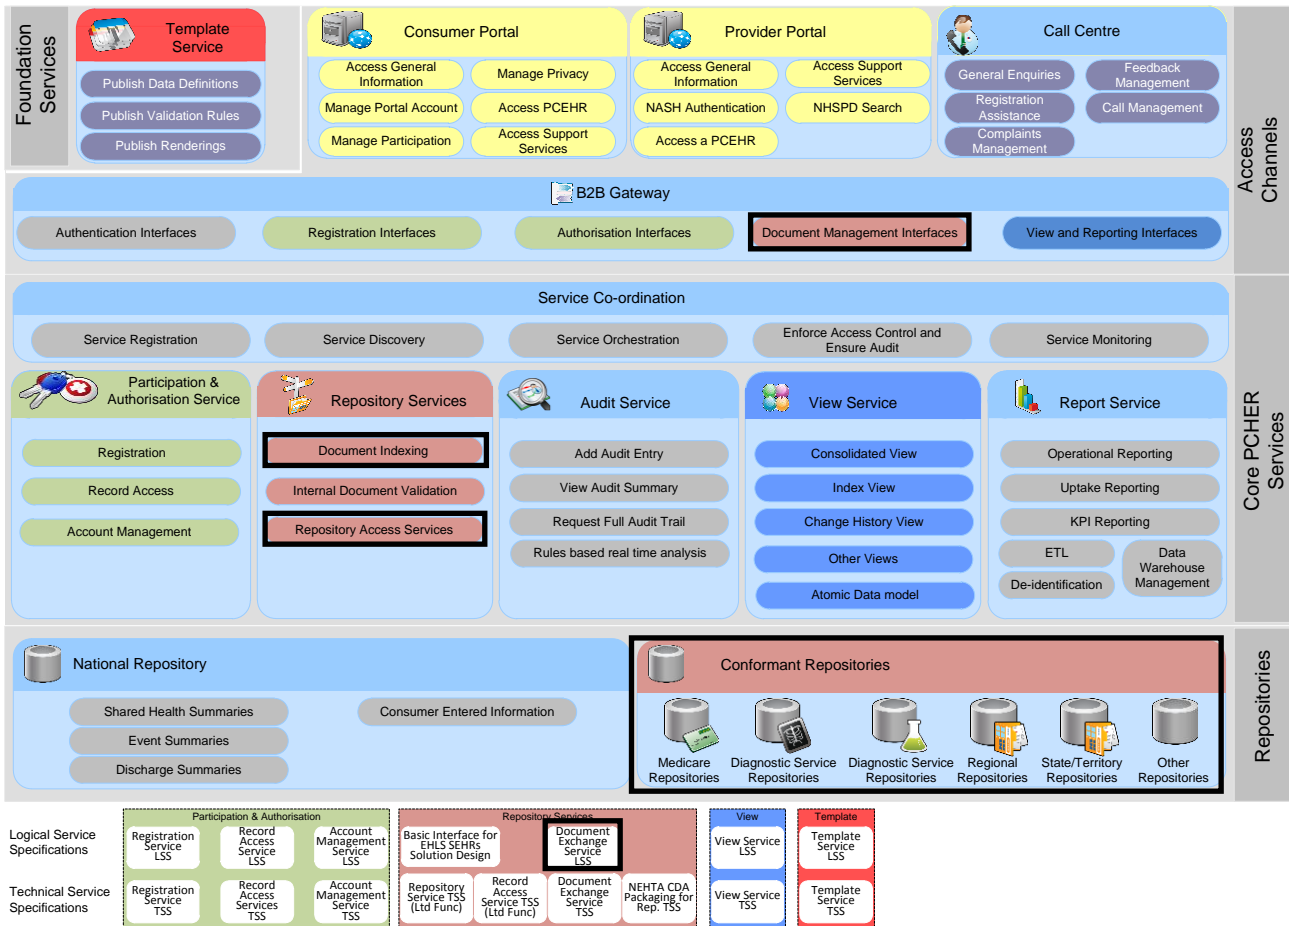 Foundation
Services
Template
Service
Publish Data Definitions
Publish Validation Rules
Publish Renderings
Consumer Portal
Access General
Information
Manage Privacy
Manage Portal Account
Access PCEHR
Manage Participation
Access Support
Services
Provider Portal
Access General
Information
Access Support
Services
NASH Authentication
NHSPD Search
Access a PCEHR
Call Centre
General Enquiries
Feedback
Management
Registration
Assistance
Call Management
Complaints
Management
Access
Channels
B2B Gateway
Authentication Interfaces
Registration Interfaces
Authorisation Interfaces
Document Management Interfaces
View and Reporting Interfaces
Service Co-ordination
Service Registration
Service Discovery
Service Orchestration
Enforce Access Control and
Ensure Audit
Service Monitoring
Core PCHER
Services
Participation &
Authorisation Service
Registration
Record Access
Account Management
Repository Services
Document Indexing
Internal Document Validation
Repository Access Services
Audit Service
Add Audit Entry
View Audit Summary
Request Full Audit Trail
Rules based real time analysis
View Service
Consolidated View
Index View
Change History View
Other Views
Atomic Data model
Report Service
Operational Reporting
Uptake Reporting
KPI Reporting
ETL
De-identification
Data
Warehouse
Management
National Repository
Shared Health Summaries
Event Summaries
Discharge Summaries
Consumer Entered Information
Conformant Repositories
Medicare
Repositories
Diagnostic Service
Repositories
Diagnostic Service
Repositories
Regional
Repositories
State/Territory
Repositories
Other
Repositories
Repositories
Logical Service
Specifications
Technical Service
Specifications
Participation & Authorisation
Registration
Service
LSS
Record
Access
Service
LSS
Account
Management
Service
LSS
Registration
Service
TSS
Record
Access
Services
TSS
Account
Management
Service
TSS
Repository Services
Basic Interface for
EHLS SEHRs
Solution Design
Document
Exchange
Service
LSS
Repository
Service TSS
(Ltd Func)
Record
Access
Service TSS
(Ltd Func)
Document
Exchange
Service
TSS
NEHTA CDA
Packaging for
Rep. TSS
View
View Service
LSS
View Service
TSS
Template
Template
Service
LSS
Template
Service
TSS